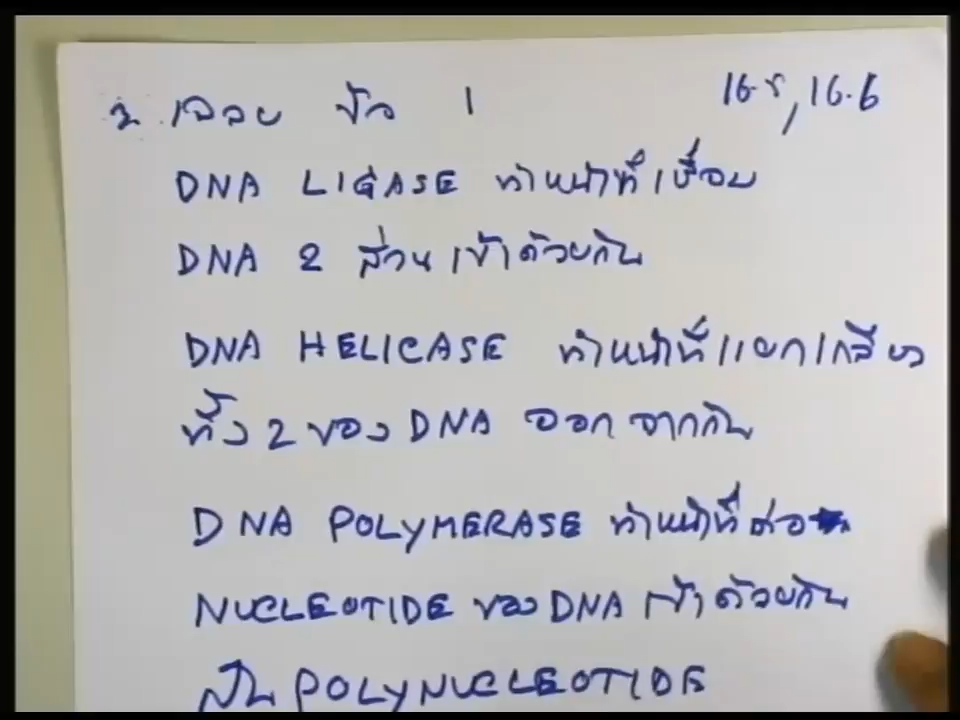 เฉลย ข้อ 1 16.5, 16.6
DNA LIGASE ทำหน้าที่เชื่อม
DNA 2 ส่วนเข้าด้วยกัน
DNA HELICASE ทำหน้าที่แยกเกลียว
ทั้ง 2 ของ DNA ออกจากกัน
DNA POLYMERASE ทำหน้าที่ต่อ
NUCLEOTIDE ของ DNA เข้าด้วยกัน
เป็น POLYNUCLEOTIDE